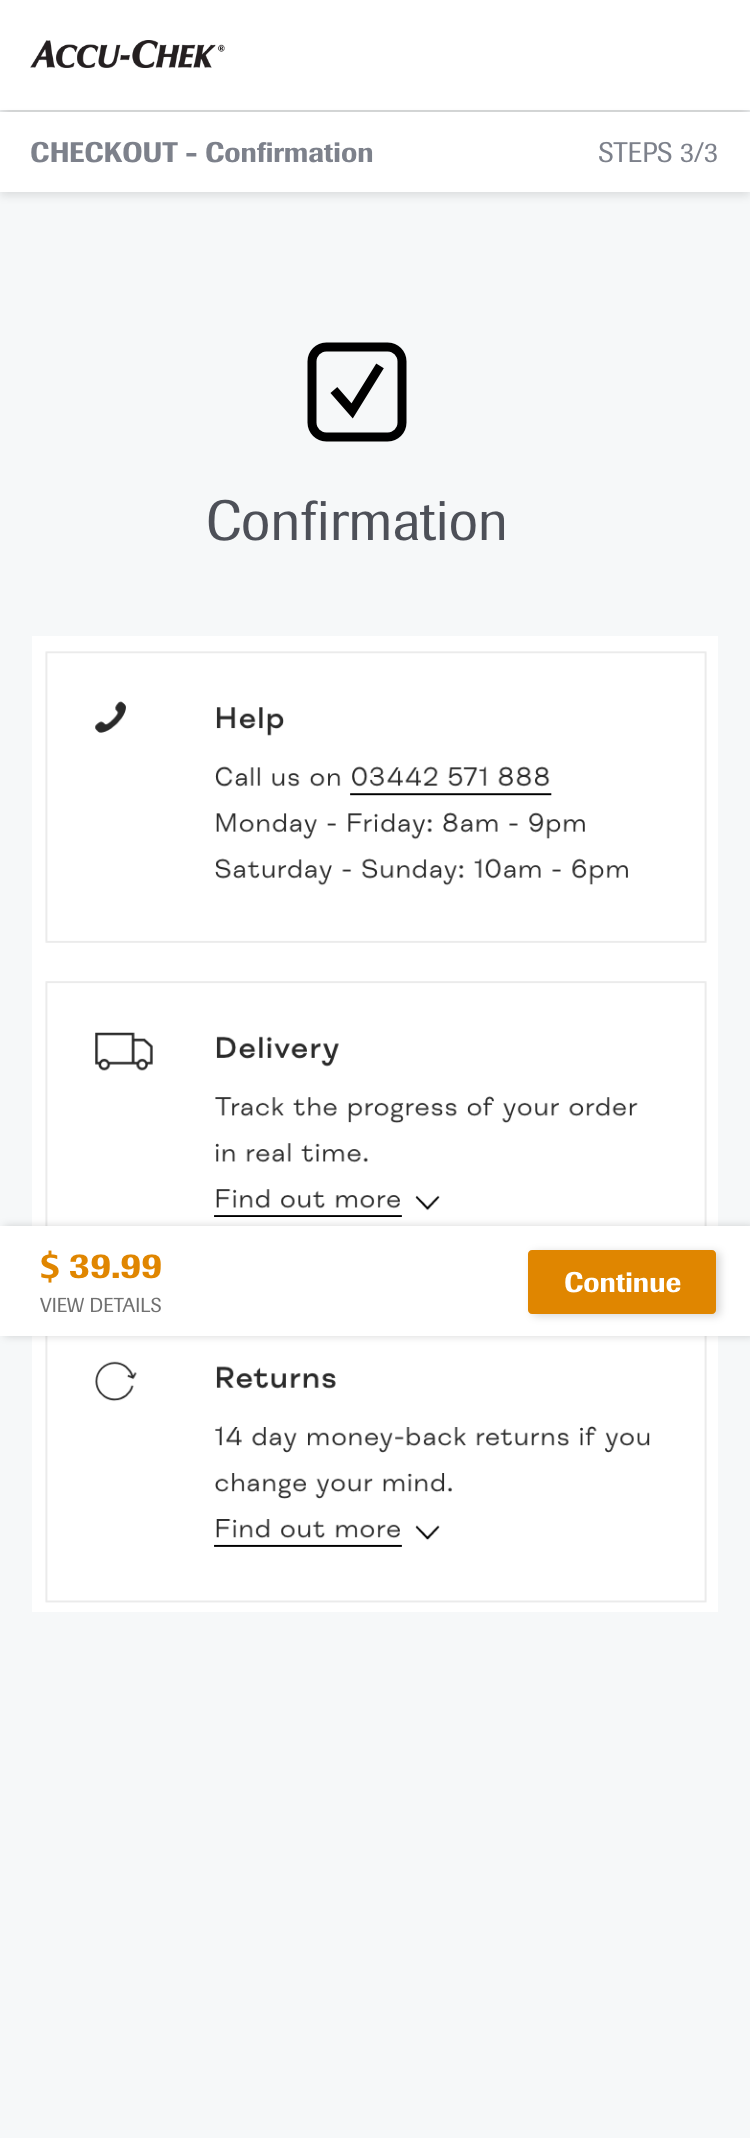 ACCU-CHEK®
CHECKOUT - Confirmation STEPS 3/3
Confirmation
Help
Call us on 03442 571 888
Monday - Friday: 8am - 9pm
Saturday - Sunday: 10am - 6pm
Delivery
Track the progress of your order
in real time.
Find out more
$ 39.99
VIEW DETAILS
Continue
Returns
14 day money-back returns if you
change your mind.
Find out more